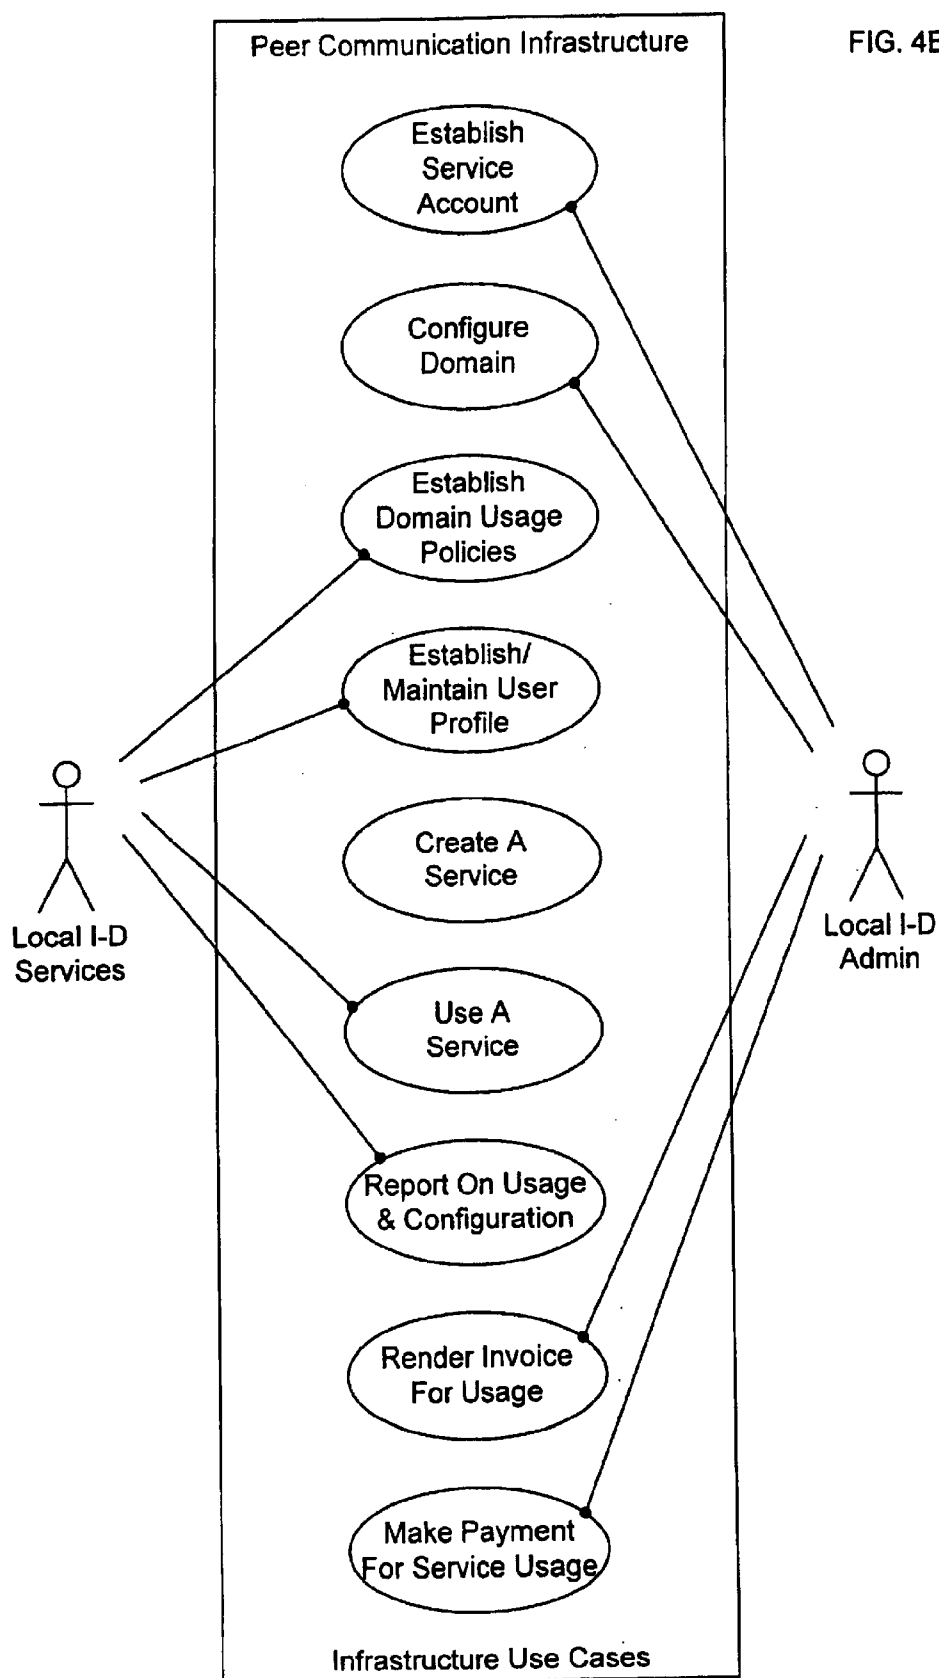 Peer Communication Infrastructure
FIG. 4B
Establish
Service
Account
Configure
Domain
Establish
Domain Usage
Policies
Establish/
Maintain User
Profile
Create A
Service
Local I-D
Services
Local I-D
Admin
Use A
Service
Report On Usage
& Configuration
Render Invoice
For Usage
Make Payment
For Service Usage
Infrastructure Use Cases